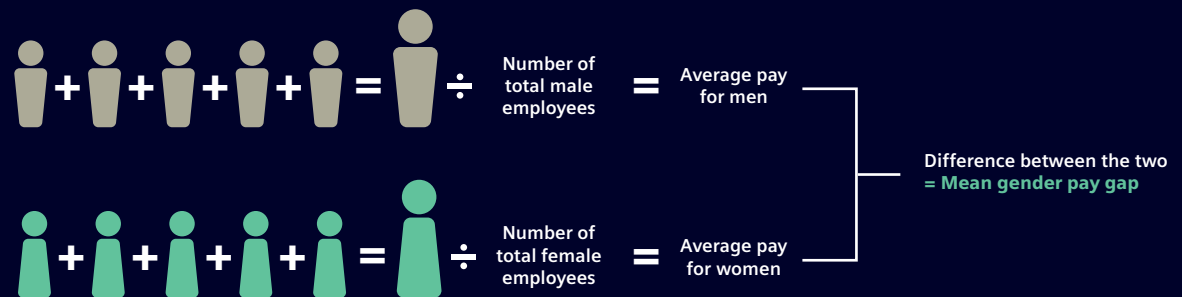 Number of
total male
employees
Average pay
for men
Difference between the two
= Mean gender pay gap
Number of
total female
employees
Average pay
for women